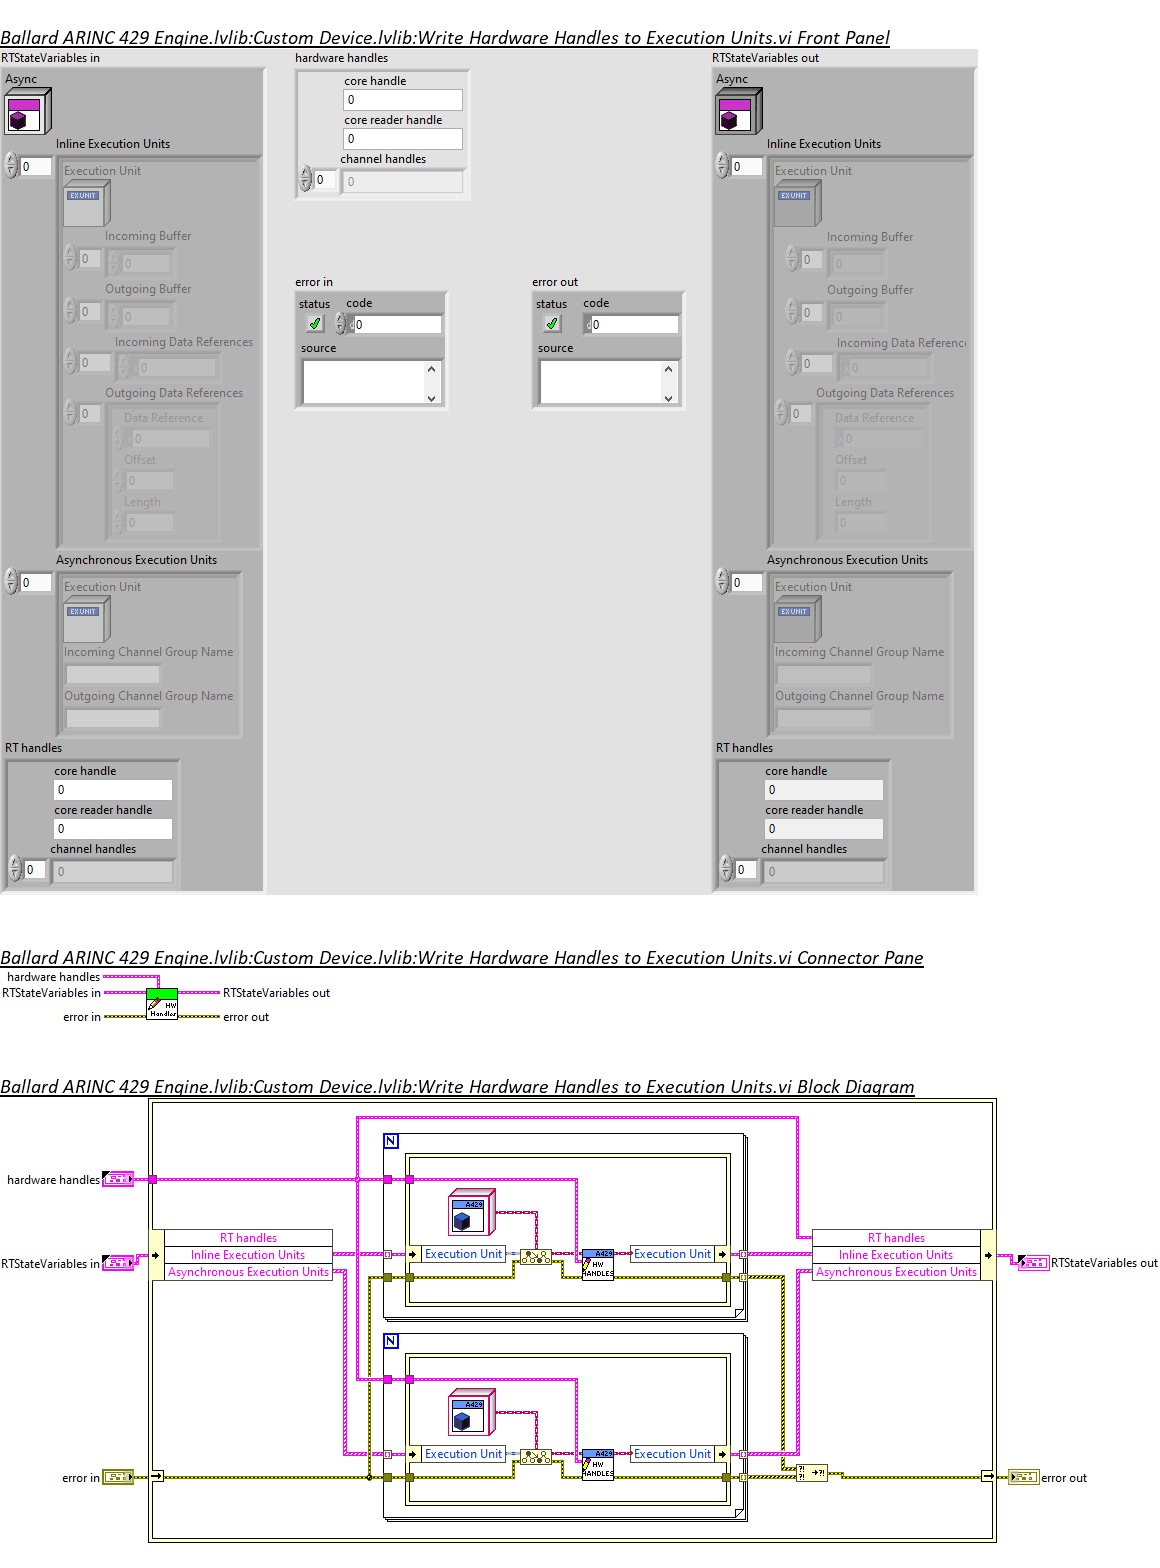 Ballard ARINC 429 Engine.lvlib:Custom Device.lvlib:Write Hardware Handles to Execution Units.vi Front Panel
RTStateVariables in
hardware handles
RTStateVariables out
Async
core handle
0
core reader handle
0
channel handles
0
0
Async
Inline Execution Units
0
Execution Unit
EX UNIT
Incoming Buffer
0
0
Outgoing Buffer
0
0
Incoming Data References
0
0
Outgoing Data References
0
Data Reference
0
Offset
0
Length
0
Asynchronous Execution Units
0
Execution Unit
EX UNIT
Incoming Channel Group Name
Outgoing Channel Group Name
RT handles
core handle
0
core reader handle
0
channel handles
0
0
error in
status code
0
source
error out
status code
0
source
Inline Execution Units
0
Execution Unit
EX UNIT
Incoming Buffer
0
0
Outgoing Buffer
0
0
Incoming Data Referenc
0
0
Outgoing Data References
0
Data Reference
0
Offset
0
Length
0
Asynchronous Execution Units
0
Execution Unit
EX UNIT
Incoming Channel Group Name
Outgoing Channel Group Name
RT handles
core handle
0
core reader handle
0
channel handles
0
0
Ballard ARINC 429 Engine.lvlib:Custom Device.lvlib:Write Hardware Handles to Execution Units.vi Connector Pane
hardware handles
RTStateVariables in
RTStateVariables out
HW
Handles
error in
error out
Ballard ARINC 429 Engine.lvlib:Custom Device.lvlib:Write Hardware Handles to Execution Units.vi Block Diagram
N
hardware handles
A429
RT handles
RT handles
Inline Execution Units
Execution Unit
A429
HW
HANDLES
Execution Unit
Inline Execution Units
RTStateVariables in
RTStateVariables out
Asynchronous Execution Units
Asynchronous Execution Units
N
A429
Execution Unit
A429
HW
HANDLES
Execution Unit
error in
?!
?!
?!
error out